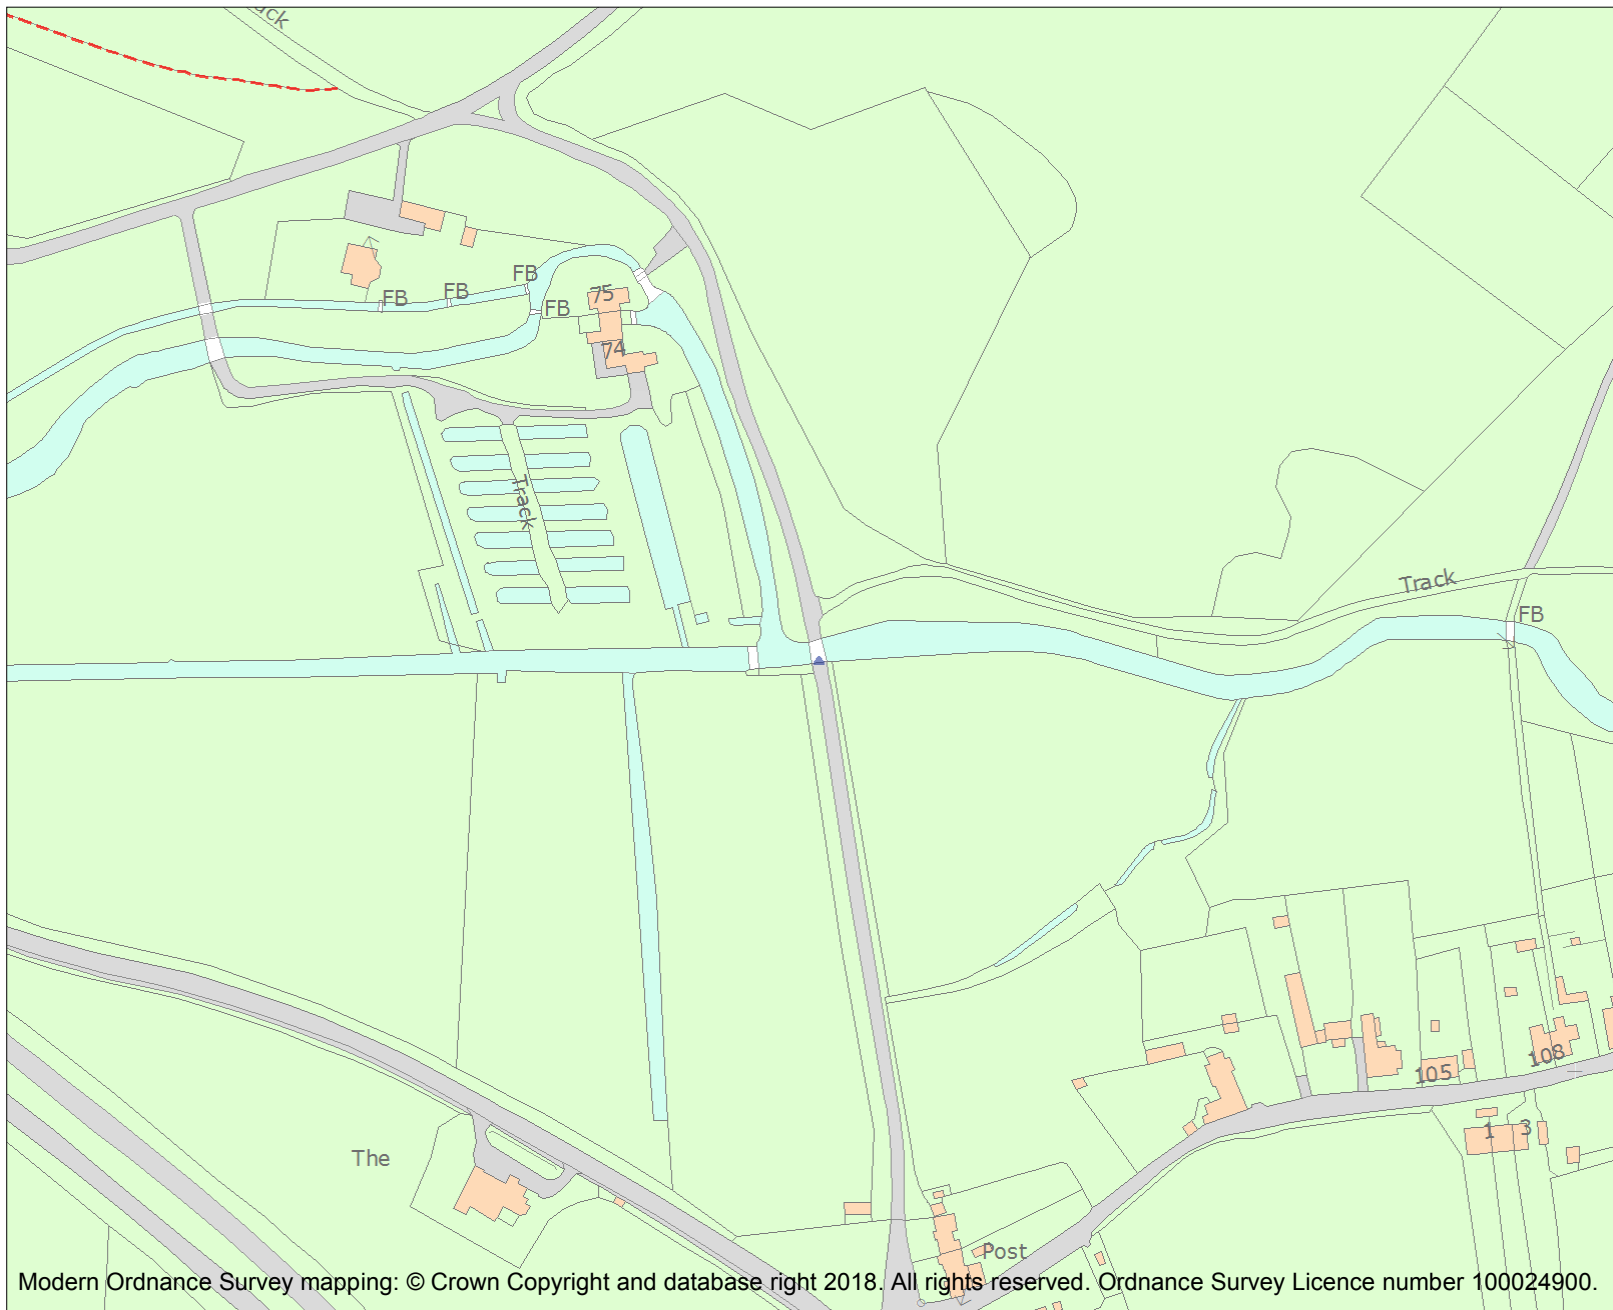 FB
FB
FB
FB
75
74
Track
Track
FB
105
108
1
3
The
Post
Modern Ordnance Survey mapping: © Crown Copyright and database right 2018. All rights reserved. Ordnance Survey Licence number 100024900.